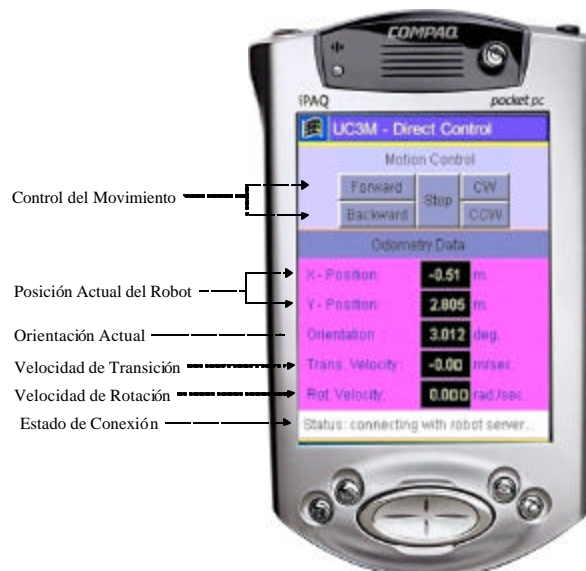 COMPAQ
iPAQ pocket pc
UC3M - Direct Control
Motion Control
Forward Stop CW
Backward CCW
Odometry Data
X - Position: -0.51 m.
Y - Position: 2.805 m.
Orientation : 3.012 deg.
Trans. Velocity: -0.00 m/sec.
Rot. Velocity: 0.000 rad./sec.
Status: connecting with robot server...
Control del Movimiento
Posición Actual del Robot
Orientación Actual
Velocidad de Transición
Velocidad de Rotación
Estado de Conexión